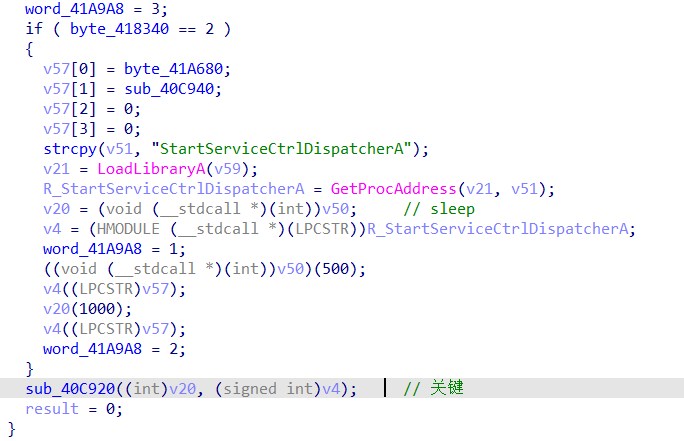 word_41A9A8 = 3;
if ( byte_418340 == 2 )
{
v57[0] = byte_41A680;
v57[1] = sub_40C940;
v57[2] = 0;
v57[3] = 0;
strcpy(v51, "StartServiceCtrlDispatcherA");
v21 = LoadLibraryA(v59);
R_StartServiceCtrlDispatcherA = GetProcAddress(v21, v51);
v20 = (void (__stdcall *)(int))v50; // sleep
v4 = (HMODULE (__stdcall *)(LPCSTR))R_StartServiceCtrlDispatcherA;
word_41A9A8 = 1;
((void (__stdcall *)(int))v50)(500);
v4((LPCSTR)v57);
v20(1000);
v4((LPCSTR)v57);
word_41A9A8 = 2;
}
sub_40C920((int)v20, (signed int)v4); // 关键
result = 0;
}